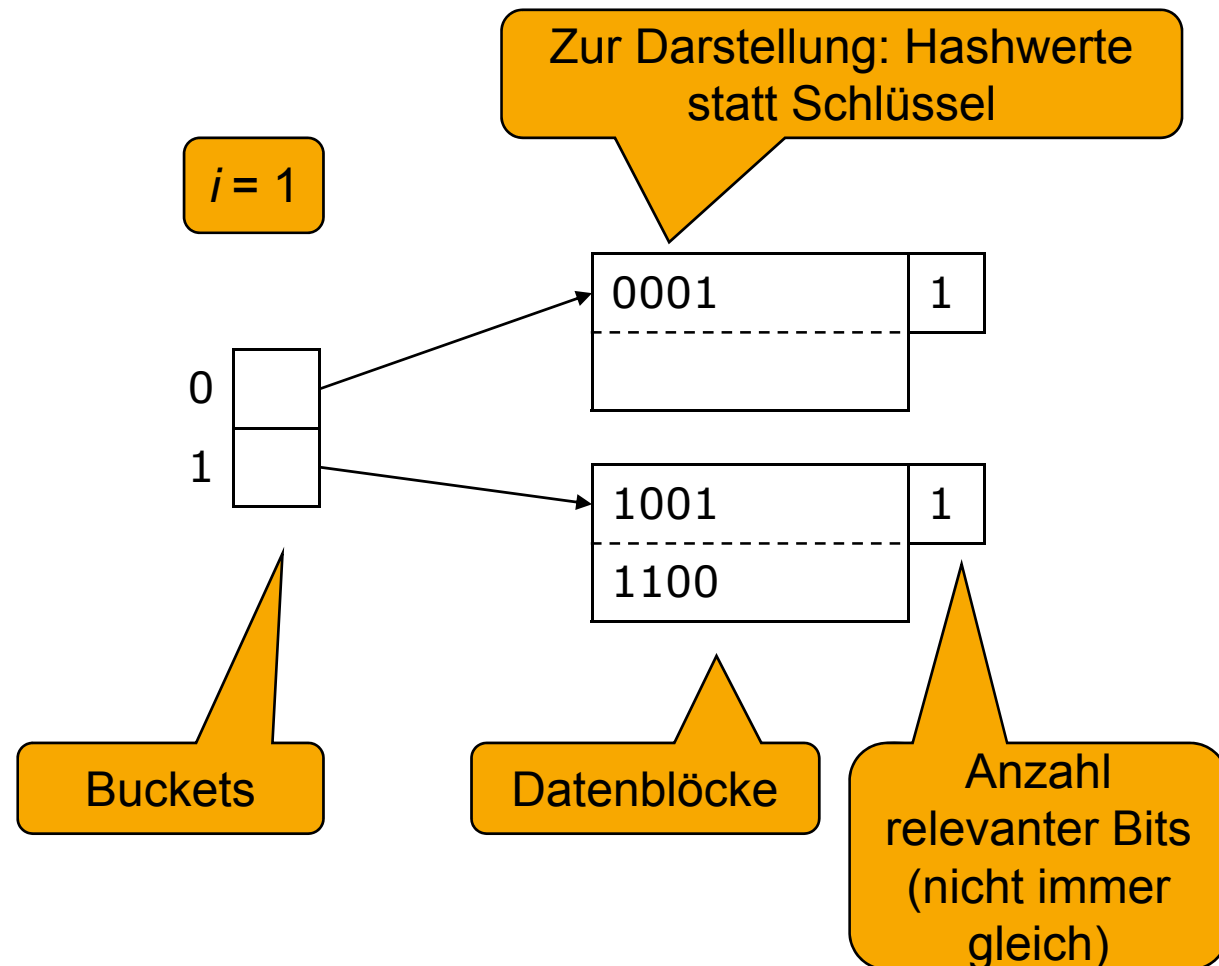 Zur Darstellung: Hashwerte
statt Schlüssel
i = 1
0001
1
0
1
1001
1
1100
Buckets
Datenblöcke
Anzahl
relevanter Bits
(nicht immer
gleich)